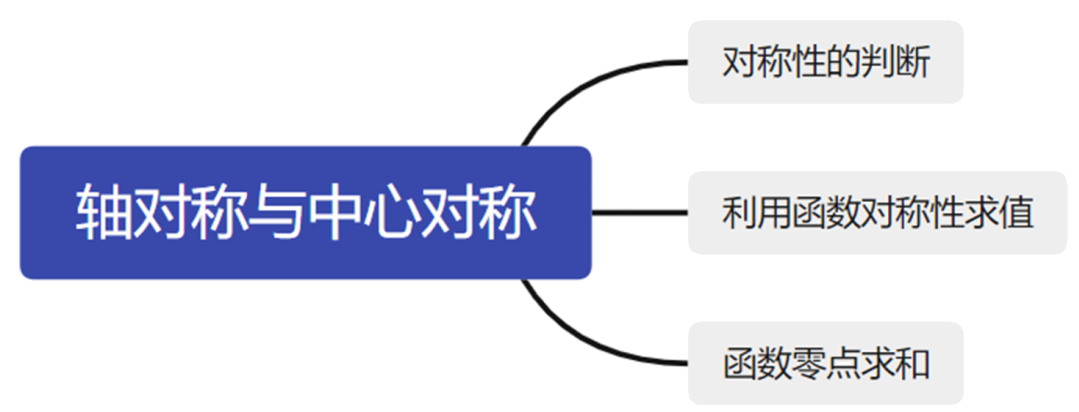 轴对称与中心对称
对称性的判断
利用函数对称性求值
函数零点求和